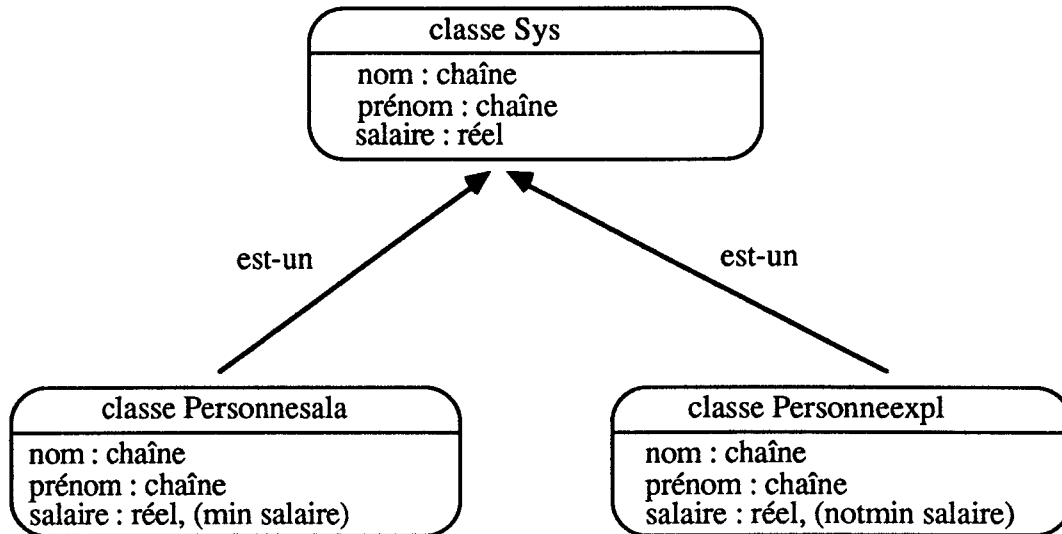 classe Sys
nom : chaîne
prénom : chaîne
salaire : réel
est-un
est-un
classe Personnesala
nom : chaîne
prénom : chaîne
salaire : réel, (min salaire)
classe Personneexpl
nom : chaîne
prénom : chaîne
salaire : réel, (notmin salaire)